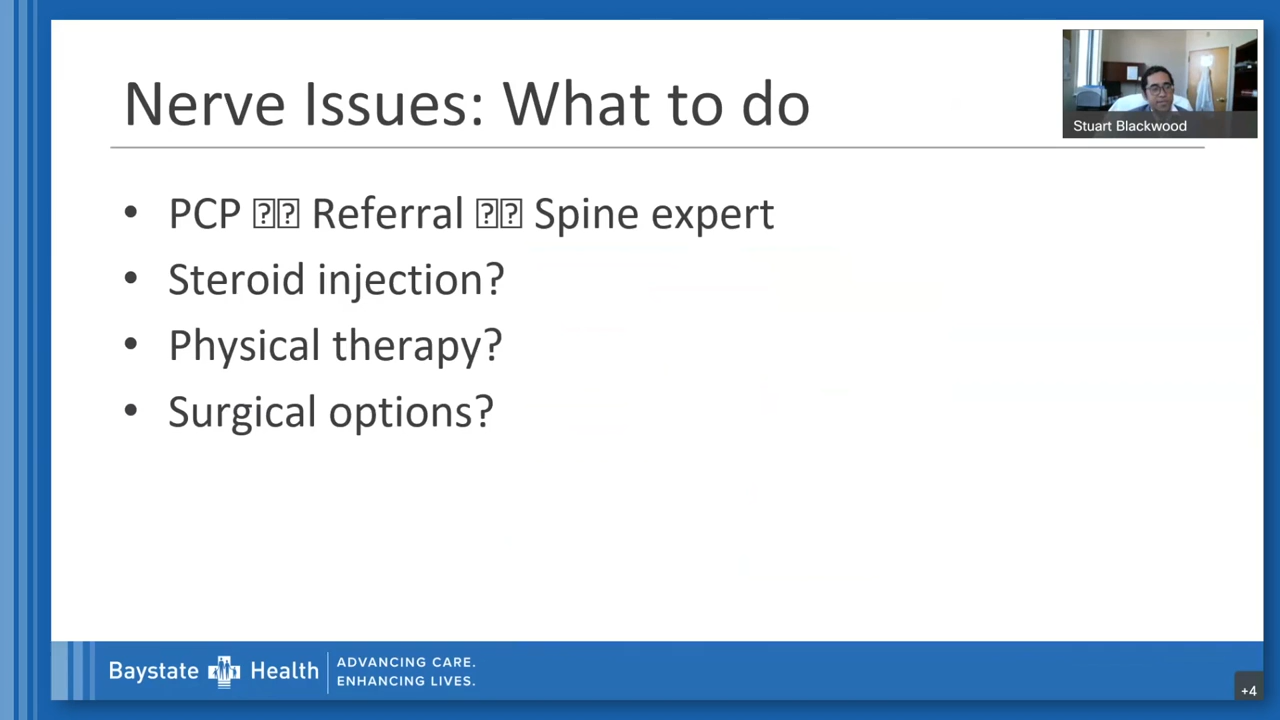 Nerve Issues: What to do
Stuart Blackwood
• PCP ⍰⍰ Referral ⍰⍰ Spine expert
• Steroid injection?
• Physical therapy?
• Surgical options?
Baystate Health
ADVANCING CARE.
ENHANCING LIVES.
+4